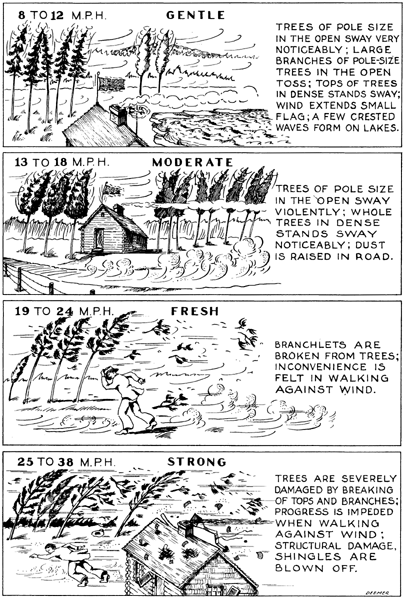 8 TO 12 M.P.H. GENTLE
TREES OF POLE SIZE
IN THE OPEN SWAY VERY
NOTICEABLY; LARGE
BRANCHES OF POLE-SIZE
TREES IN THE OPEN
TOSS; TOPS OF TREES
IN DENSE STANDS SWAY;
WIND EXTENDS SMALL
FLAG; A FEW CRESTED
WAVES FORM ON LAKES.
13 TO 18 M.P.H. MODERATE
TREES OF POLE SIZE
IN THE OPEN SWAY
VIOLENTLY; WHOLE
TREES IN DENSE
STANDS SWAY
NOTICEABLY; DUST
IS RAISED IN ROAD.
19 TO 24 M.P.H. FRESH
BRANCHLETS ARE
BROKEN FROM TREES;
INCONVENIENCE IS
FELT IN WALKING
AGAINST WIND.
25 TO 38 M.P.H. STRONG
TREES ARE SEVERELY
DAMAGED BY BREAKING
OF TOPS AND BRANCHES;
PROGRESS IS IMPEDED
WHEN WALKING
AGAINST WIND;
STRUCTURAL DAMAGE,
SHINGLES ARE
BLOWN OFF.
DEEMER